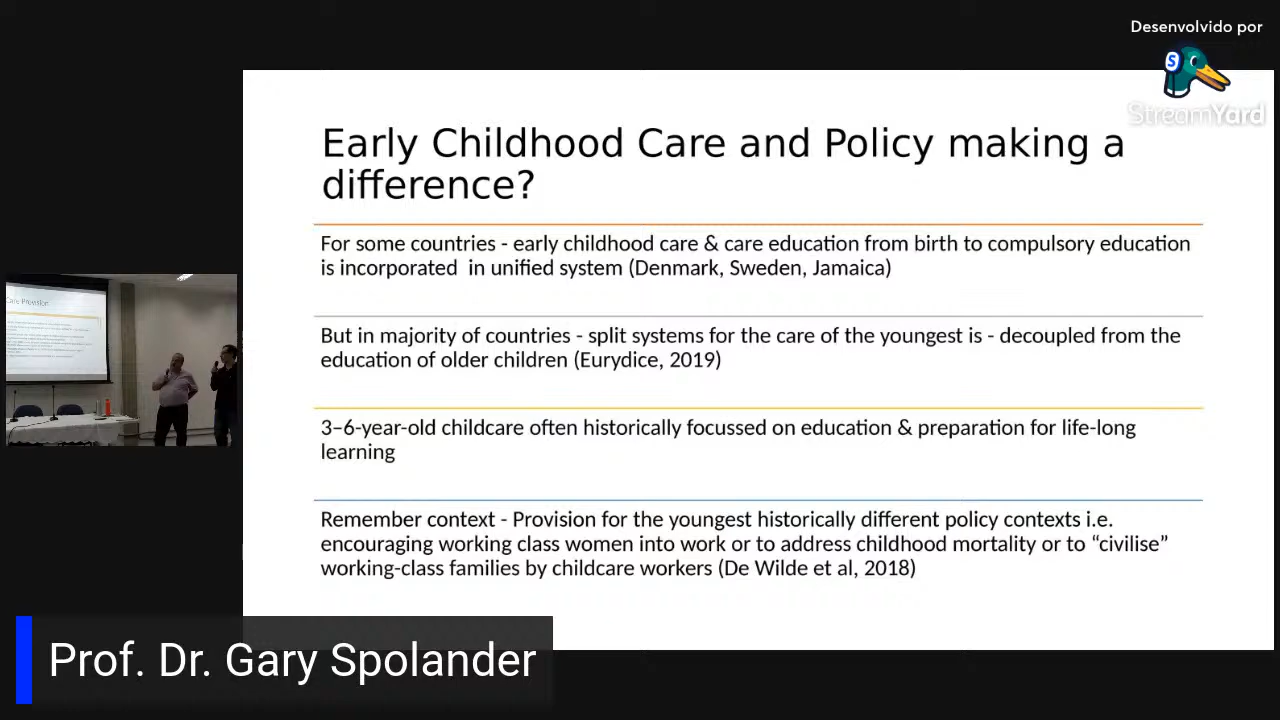 Desenvolvido por
StreamYard
Early Childhood Care and Policy making a
difference?
For some countries - early childhood care & care education from birth to compulsory education
is incorporated  in unified system (Denmark, Sweden, Jamaica)
But in majority of countries - split systems for the care of the youngest is - decoupled from the
education of older children (Eurydice, 2019)
3–6-year-old childcare often historically focussed on education & preparation for life-long
learning
Remember context - Provision for the youngest historically different policy contexts i.e.
encouraging working class women into work or to address childhood mortality or to “civilise”
working-class families by childcare workers (De Wilde et al, 2018)
Care Provision
Prof. Dr. Gary Spolander